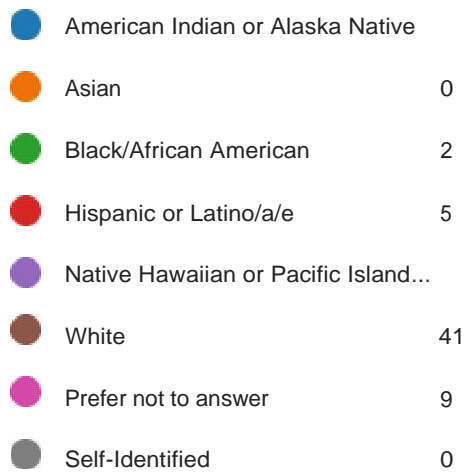 American Indian or Alaska Native
Asian 0
Black/African American 2
Hispanic or Latino/a/e 5
Native Hawaiian or Pacific Island...
White 41
Prefer not to answer 9
Self-Identified 0